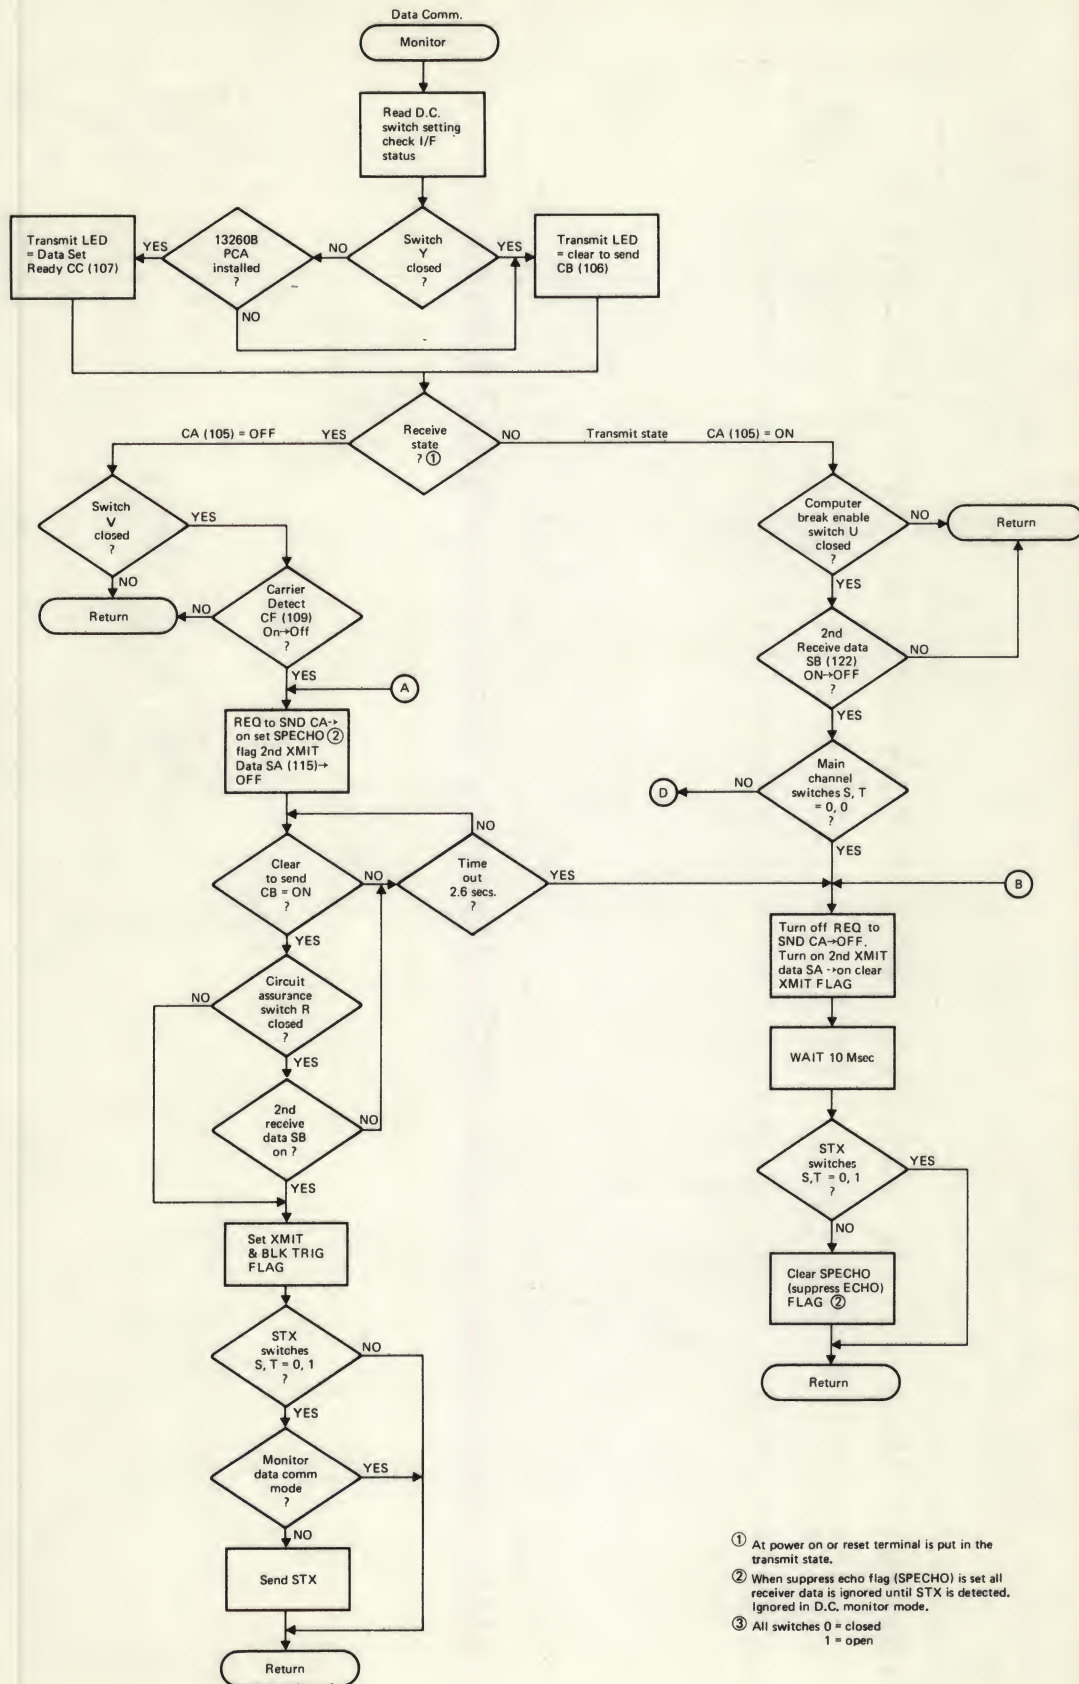 Data Comm.
Monitor
Read D.C.
switch setting
check I/F
status
Transmit LED
= Data Set
Ready CC (107)
YES
13260B
PCA
installed
?
NO
NO
Switch
Y
closed
?
YES
Transmit LED
= clear to send
CB (106)
CA (105) = OFF
YES
Receive
state
? ①
NO
Transmit state
CA (105) = ON
Switch
V
closed
?
YES
NO
Return
NO
Carrier
Detect
CF (109)
On→Off
?
YES
A
Computer
break enable
switch U
closed
?
NO
Return
YES
2nd
Receive data
SB (122)
ON→OFF
?
NO
YES
REQ to SND CA→
on set SPECHO ②
flag 2nd XMIT
Data SA (115)→
OFF
D
NO
Main
channel
switches S, T
= 0, 0
?
YES
Clear
to send
CB = ON
?
NO
YES
NO
Time
out
2.6 secs.
?
YES
B
Turn off REQ to
SND CA→OFF.
Turn on 2nd XMIT
data SA →on clear
XMIT FLAG
NO
Circuit
assurance
switch R
closed
?
YES
WAIT 10 Msec
2nd
receive
data SB
on ?
NO
YES
STX
switches
S,T = 0, 1
?
YES
NO
Set XMIT
& BLK TRIG
FLAG
Clear SPECHO
(suppress ECHO)
FLAG ②
Return
STX
switches
S, T = 0, 1
?
NO
YES
Monitor
data comm
mode
?
YES
NO
Send STX
Return
① At power on or reset terminal is put in the
transmit state.
② When suppress echo flag (SPECHO) is set all
receiver data is ignored until STX is detected.
Ignored in D.C. monitor mode.
③ All switches 0 = closed
1 = open